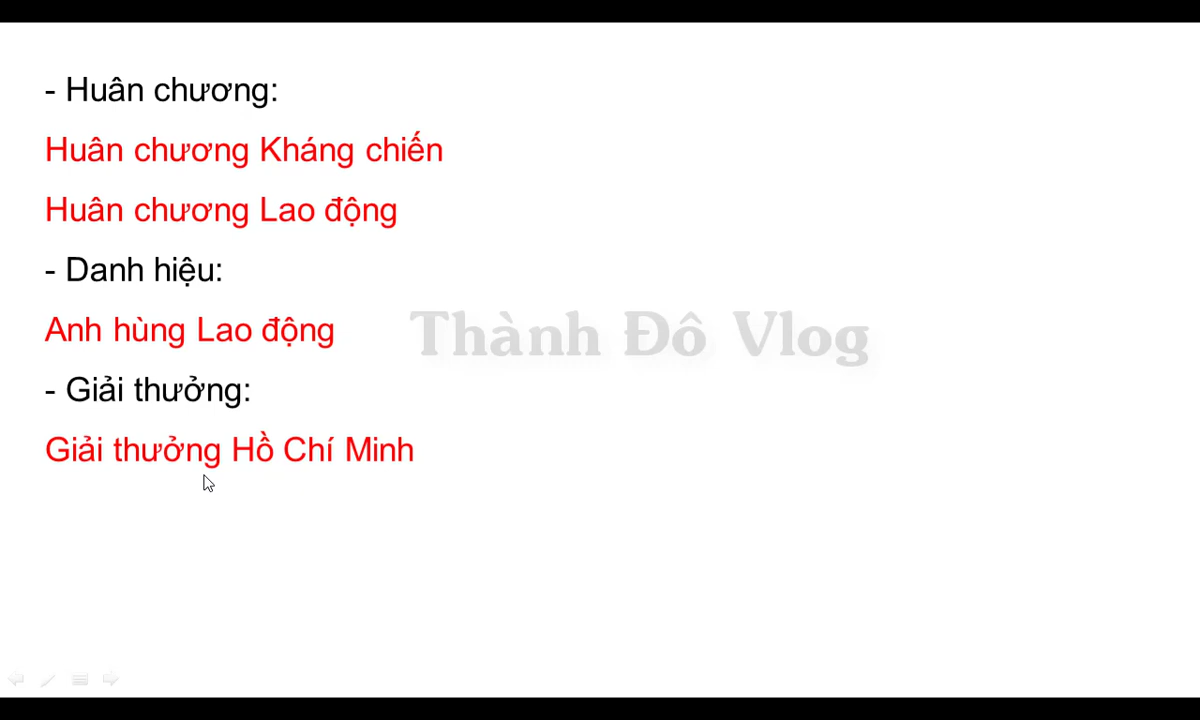 - Huân chương:
Huân chương Kháng chiến
Huân chương Lao động
- Danh hiệu:
Anh hùng Lao động
Thành Đô Vlog
- Giải thưởng:
Giải thưởng Hồ Chí Minh